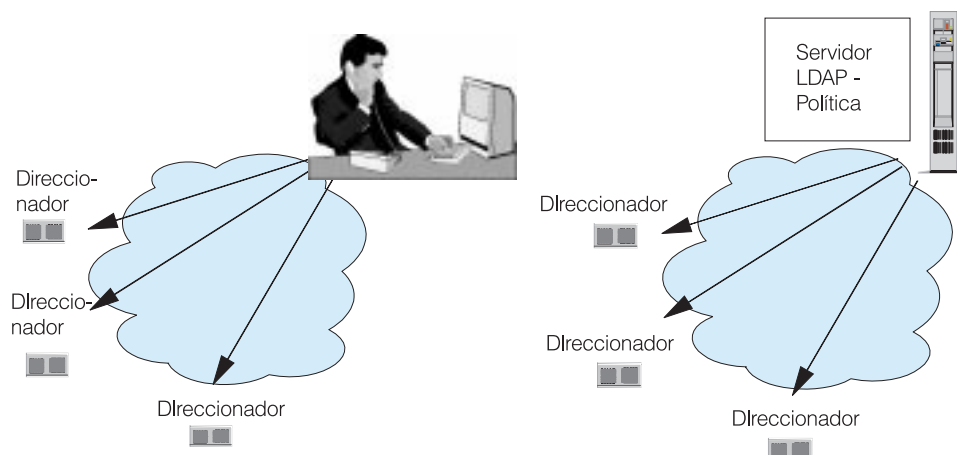 Servidor
LDAP -
Política
Direccio-
nador
DIreccionador
DIreccio-
nador
DIreccionador
DIreccionador
DIreccionador